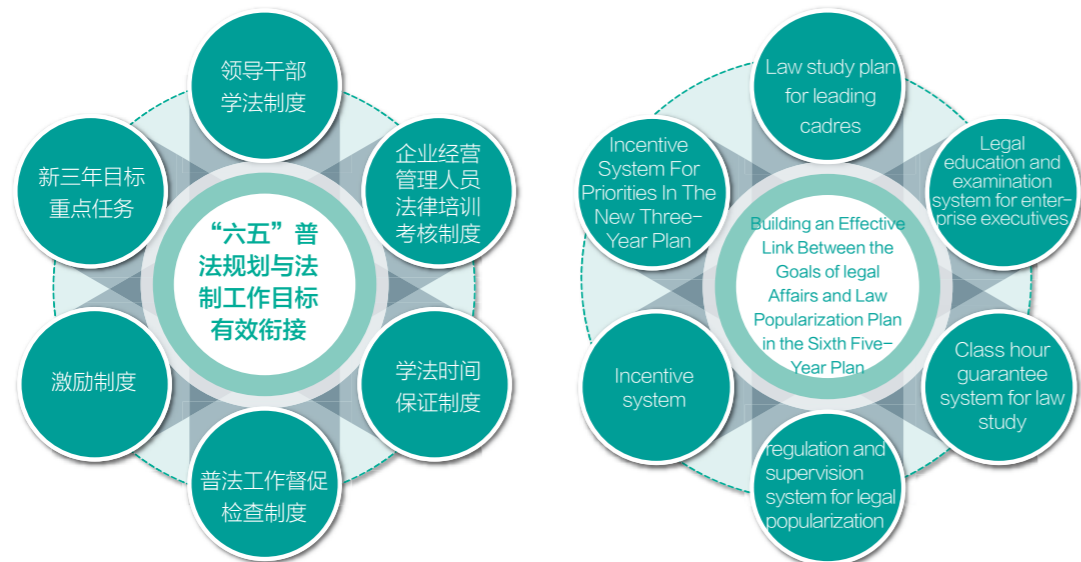 领导干部
学法制度
企业经营
管理人员
法律培训
考核制度
学法时间
保证制度
普法工作督促
检查制度
激励制度
新三年目标
重点任务
“六五”普
法规划与法
制工作目标
有效衔接
Law study plan
for leading
cadres
Legal
education and
examination
system for enter-
prise executives
Class hour
guarantee
system for law
study
regulation and
supervision
system for legal
popularization
Incentive
system
Incentive
System For
Priorities In The
New Three-
Year Plan
Building an Effective
Link Between the
Goals of legal
Affairs and Law
Popularization Plan
in the Sixth Five-
Year Plan